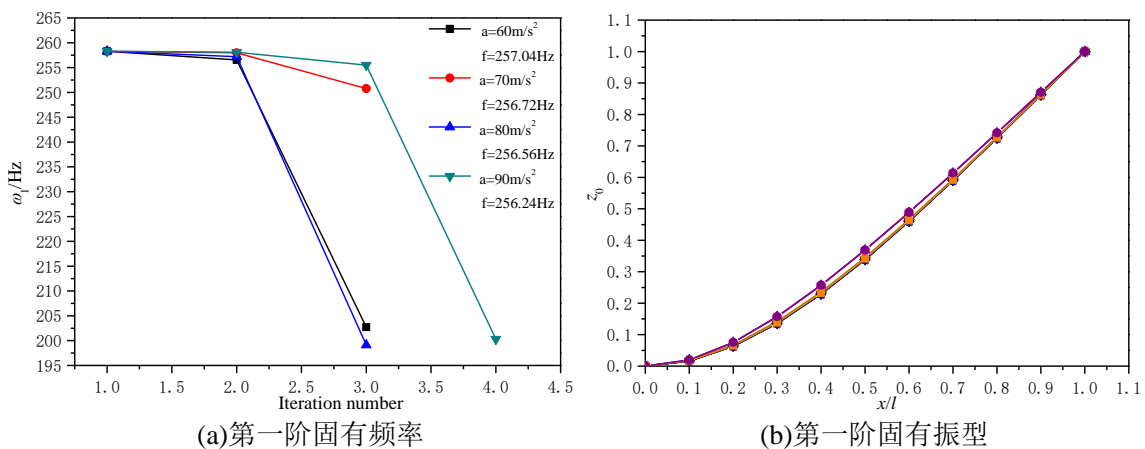 265
260
255
250
245
240
235
230
225
220
215
210
205
200
195
ω₁/Hz
1.0 1.5 2.0 2.5 3.0 3.5 4.0 4.5
Iteration number
a=60m/s²
f=257.04Hz
a=70m/s²
f=256.72Hz
a=80m/s²
f=256.56Hz
a=90m/s²
f=256.24Hz
(a)第一阶固有频率
1.1
1.0
0.9
0.8
0.7
0.6
0.5
0.4
0.3
0.2
0.1
0.0
z₀
0.0 0.1 0.2 0.3 0.4 0.5 0.6 0.7 0.8 0.9 1.0 1.1
x/l
(b)第一阶固有振型